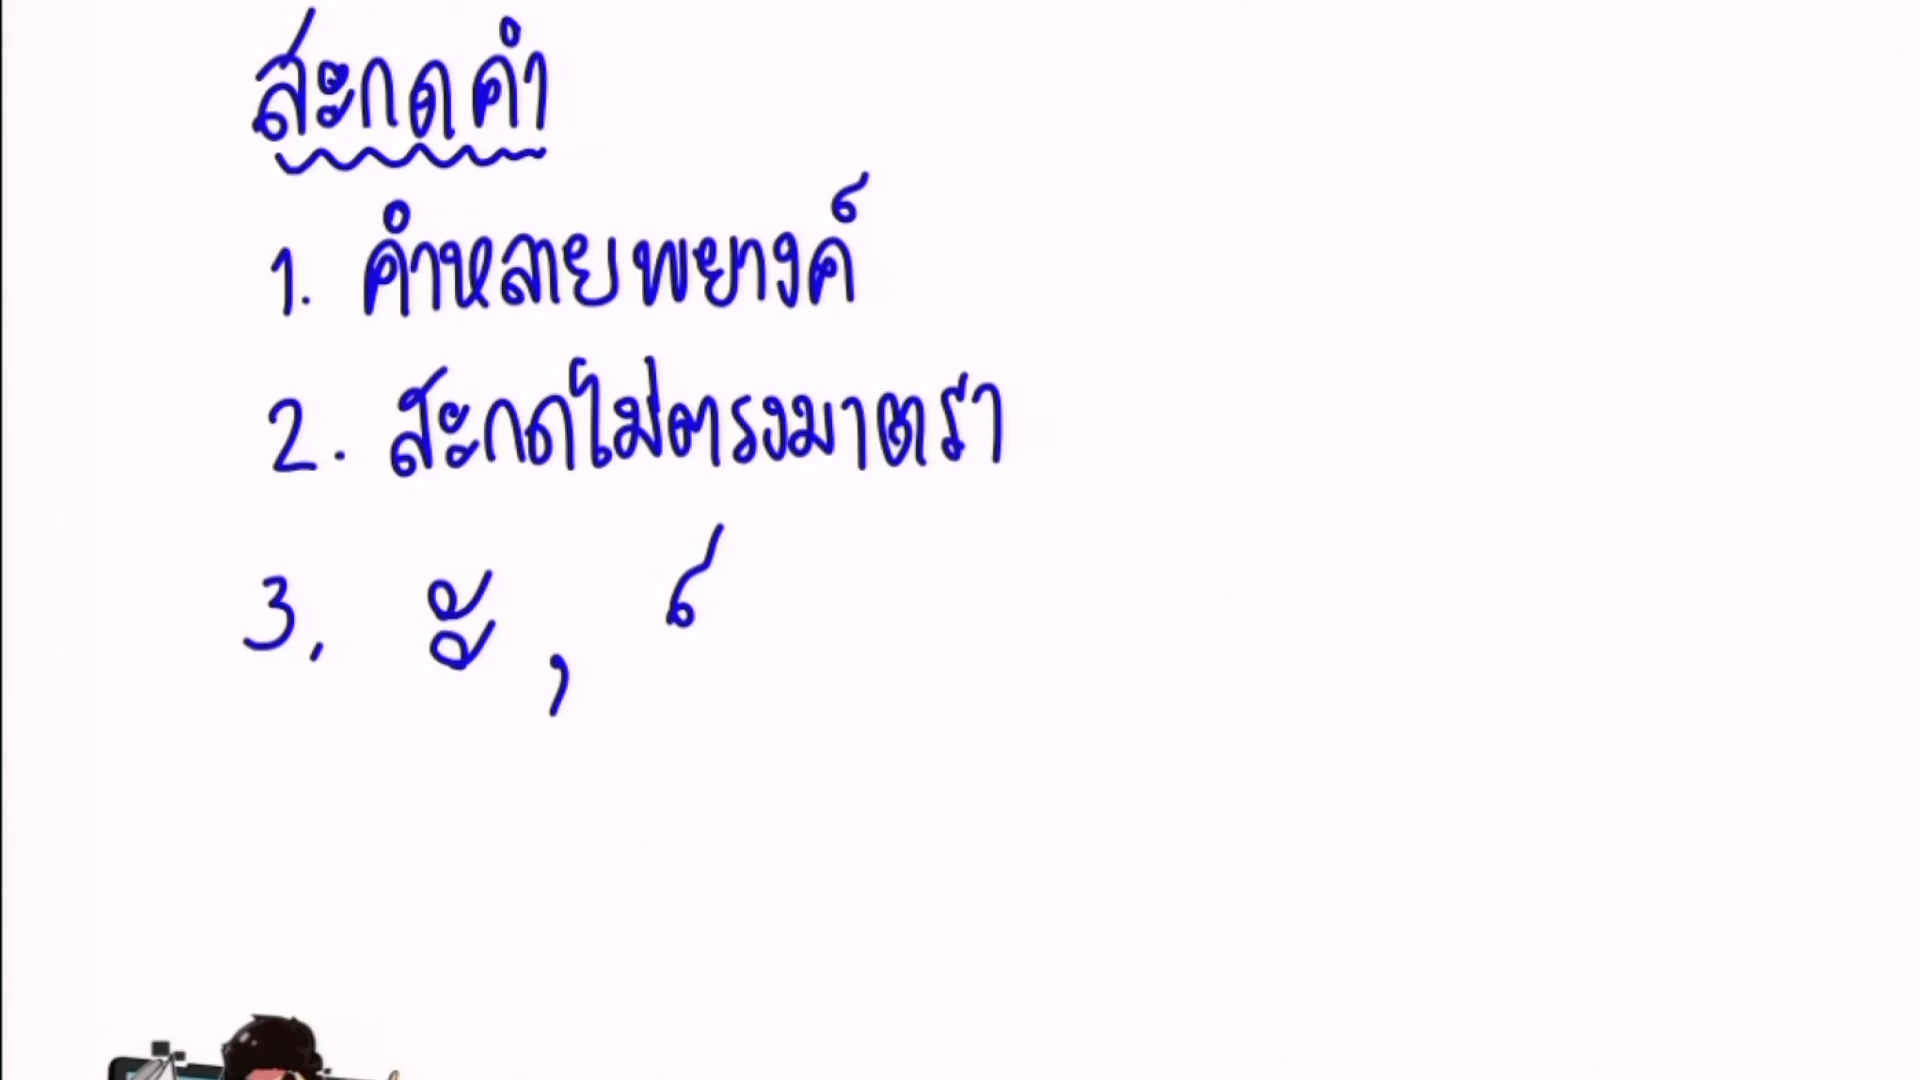 สะกดคำ
1. คำหลายพยางค์
2. สะกดไม่ตรงมาตรา
3. ะ , ์